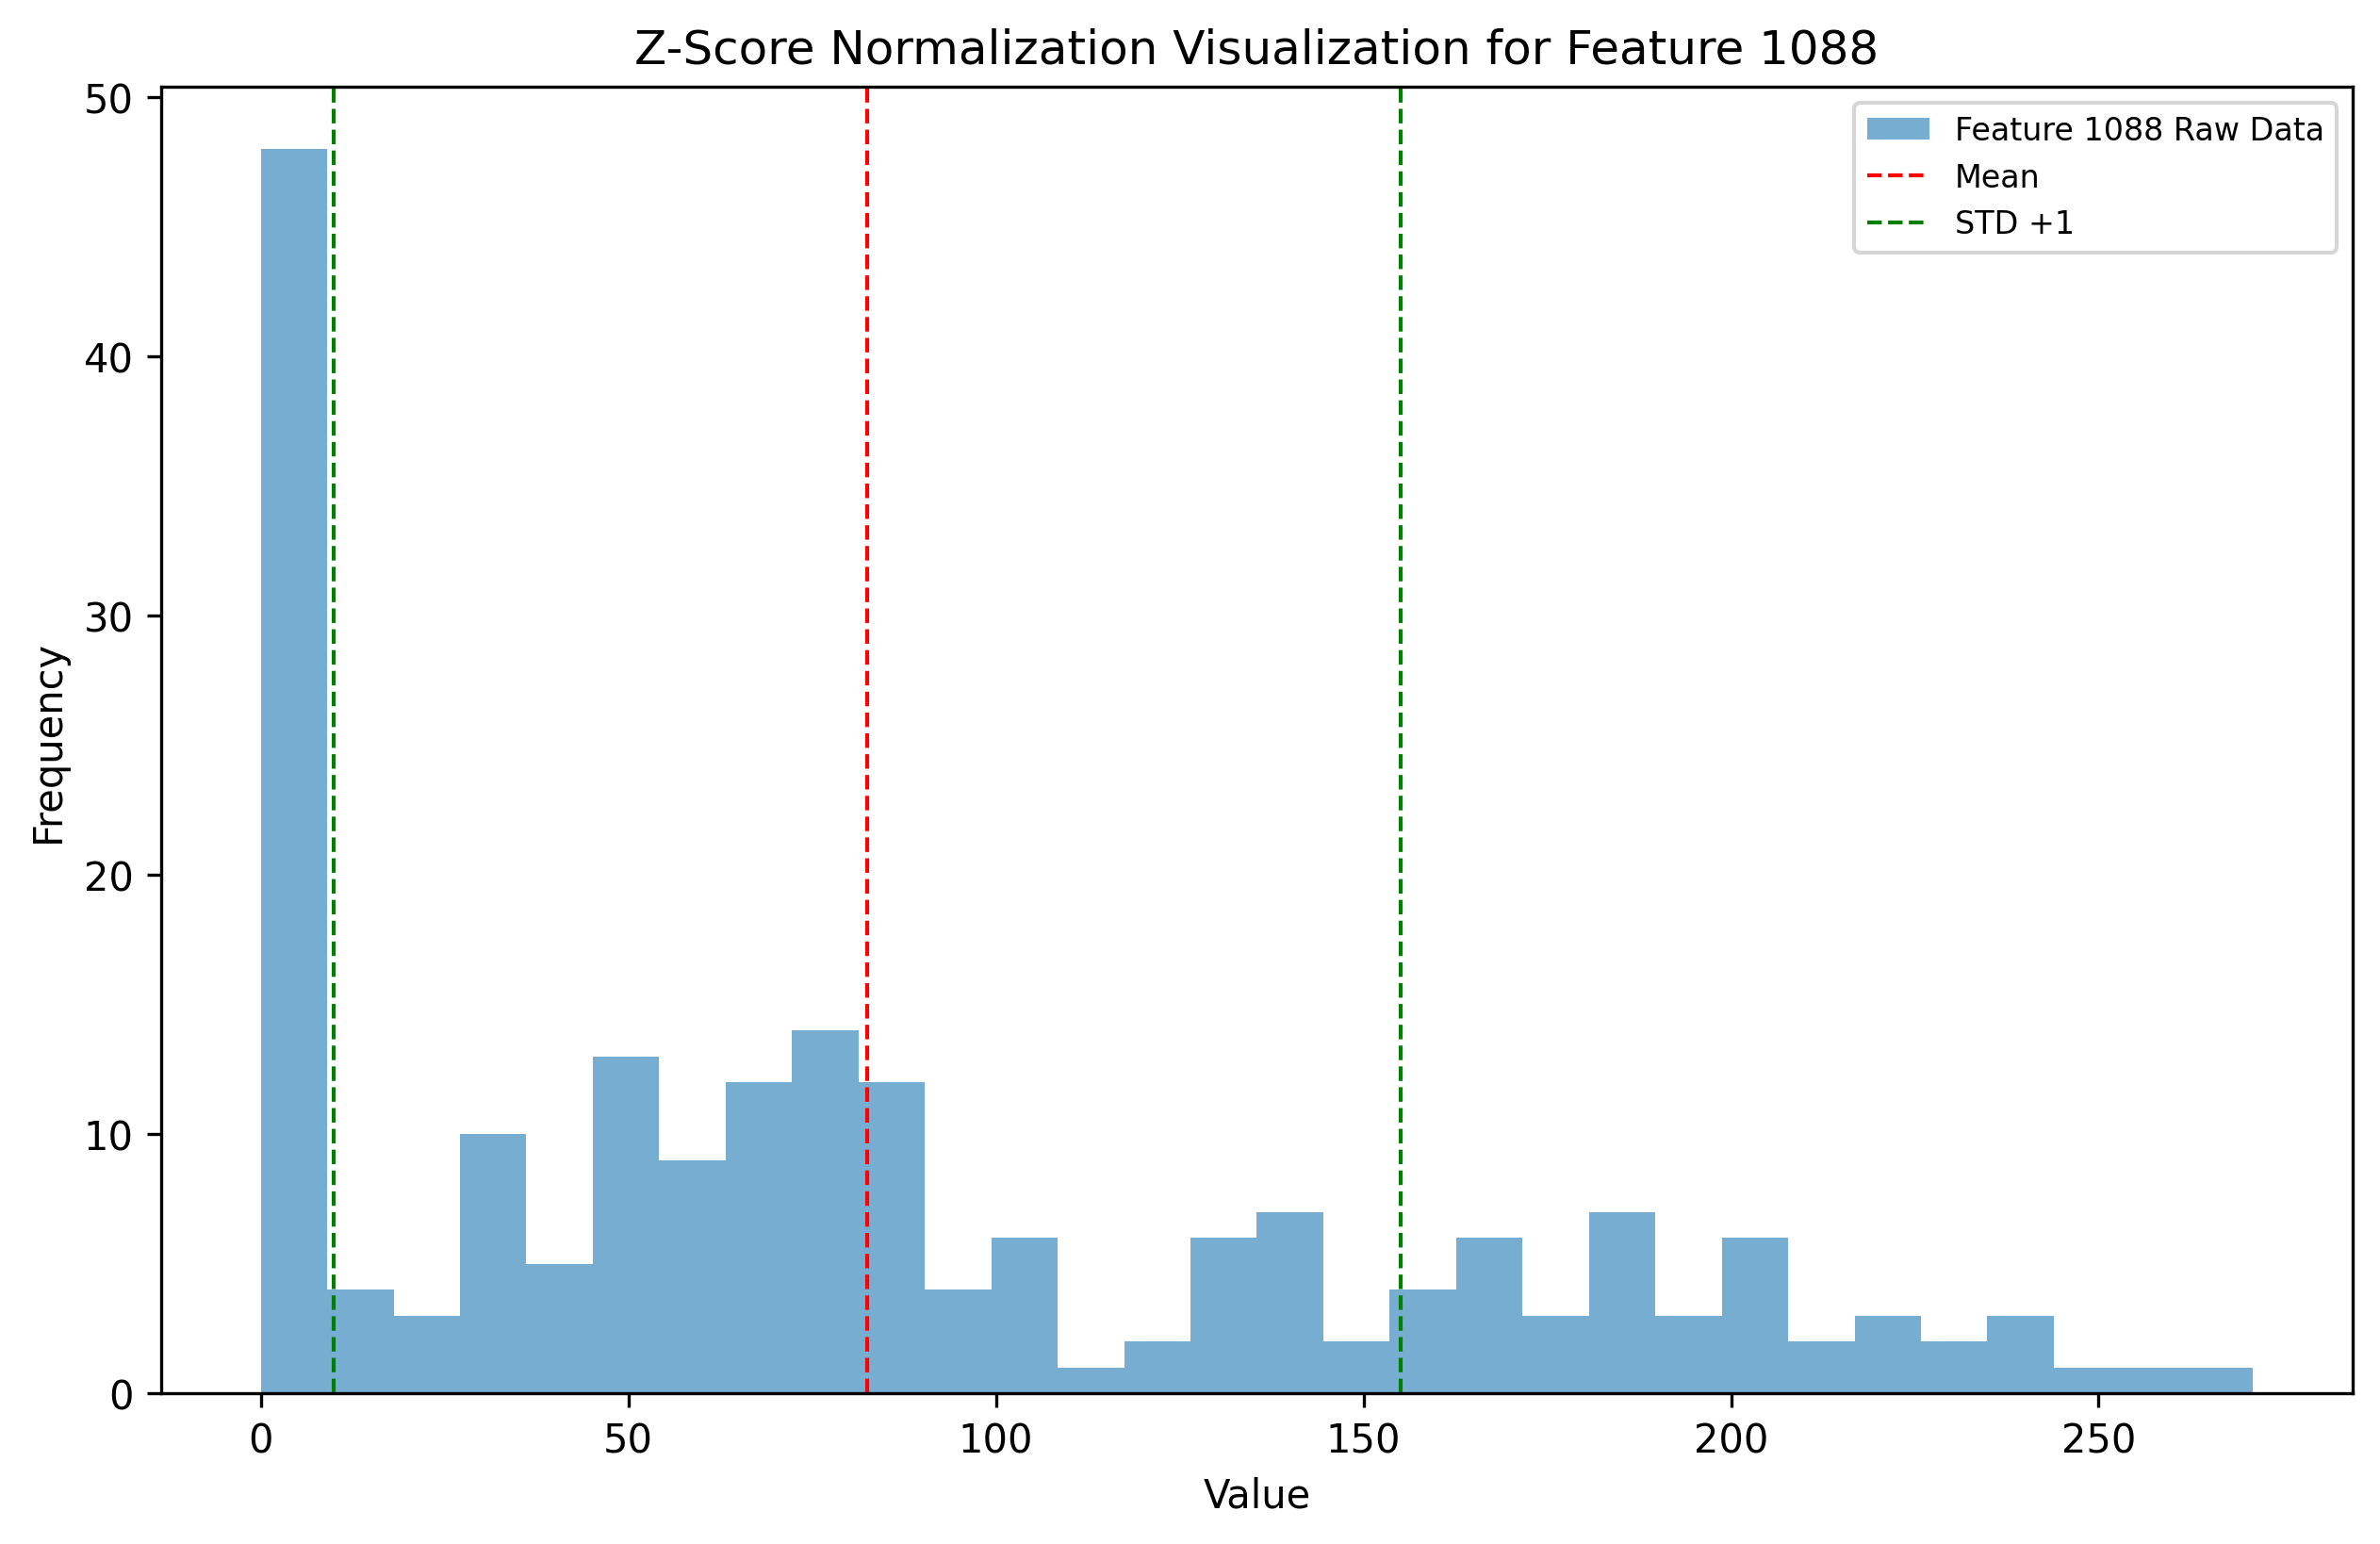 Z-Score Normalization Visualization for Feature 1088
50
40
30
20
10
0
Frequency
Feature 1088 Raw Data
Mean
STD +1
0 50 100 150 200 250
Value